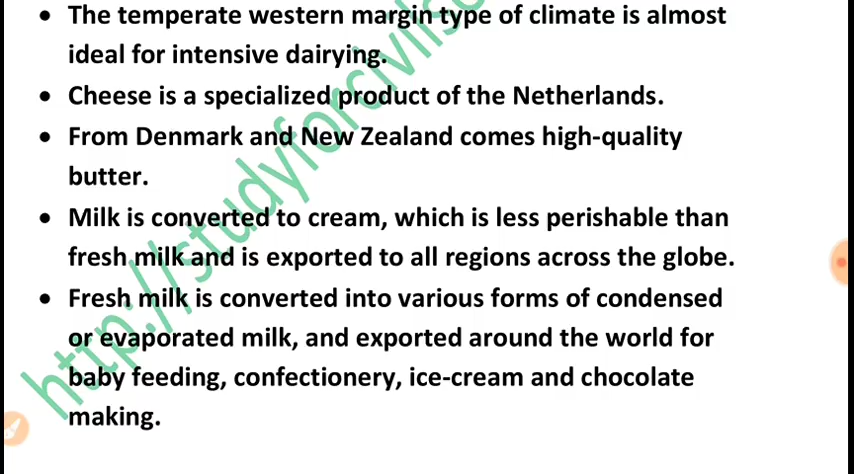 • The temperate western margin type of climate is almost
ideal for intensive dairying.
• Cheese is a specialized product of the Netherlands.
• From Denmark and New Zealand comes high-quality
butter.
• Milk is converted to cream, which is less perishable than
fresh milk and is exported to all regions across the globe.
• Fresh milk is converted into various forms of condensed
or evaporated milk, and exported around the world for
baby feeding, confectionery, ice-cream and chocolate
making.